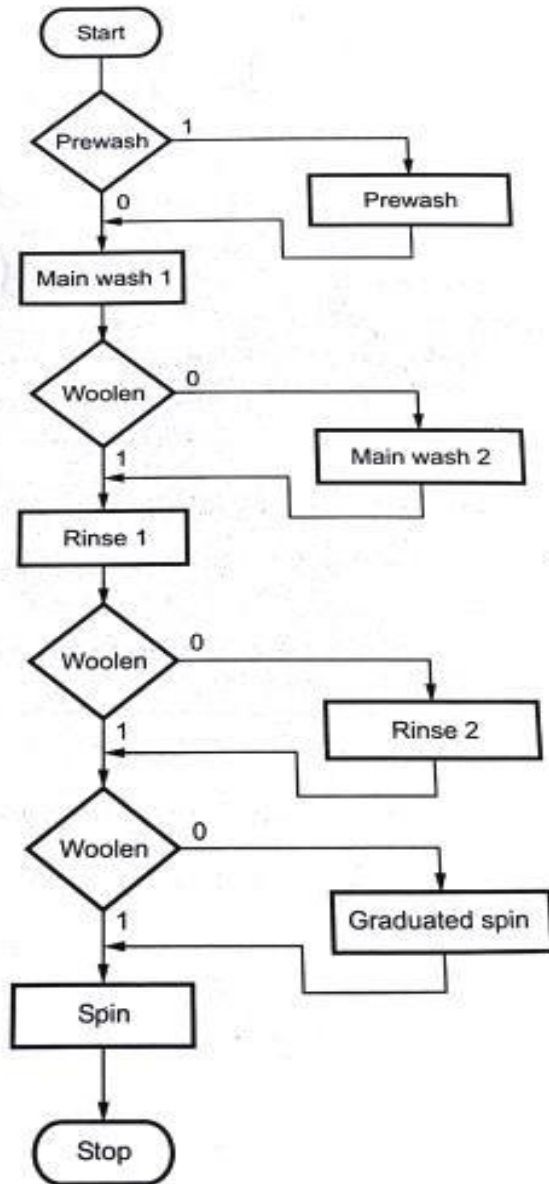 Start
Prewash
1
0
Prewash
Main wash 1
Woolen
0
1
Main wash 2
Rinse 1
Woolen
0
1
Rinse 2
Woolen
0
1
Graduated spin
Spin
Stop